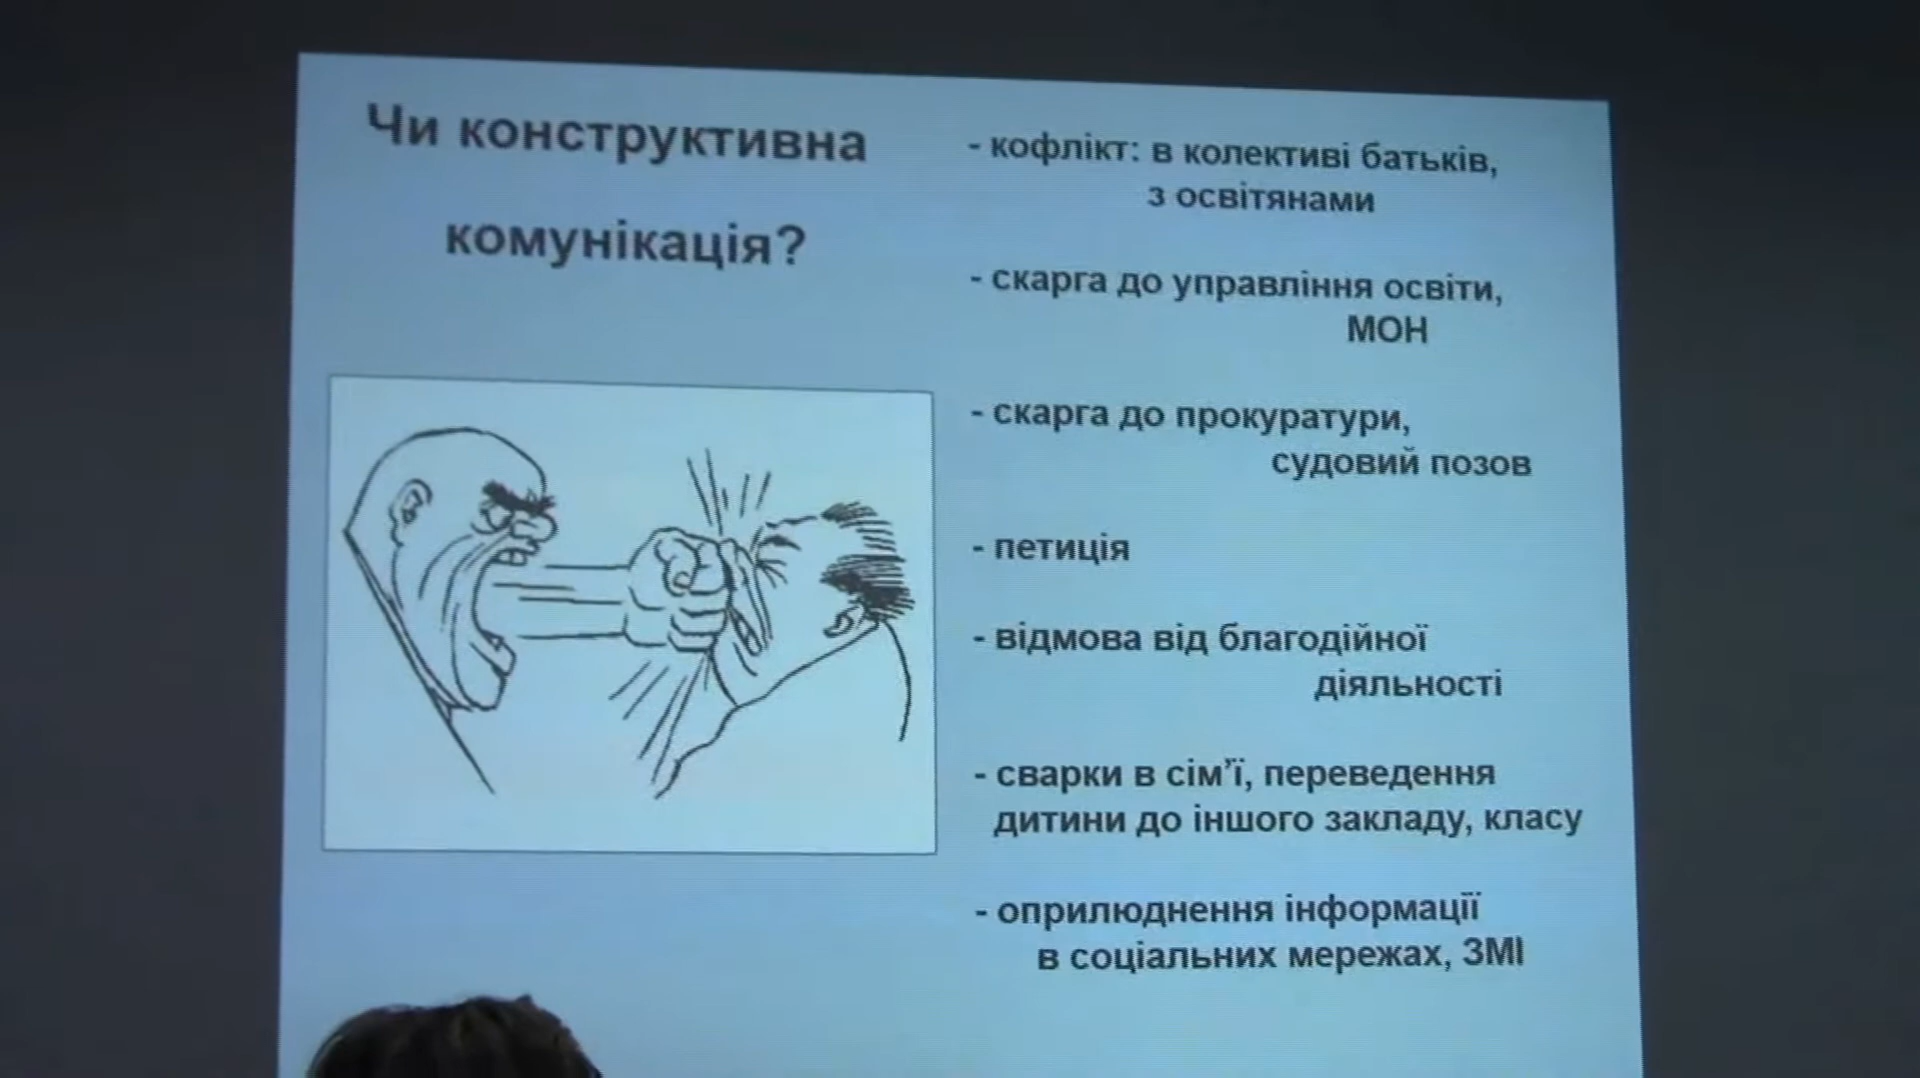 Чи конструктивна
комунікація?
- кофлікт: в колективі батьків,
з освітянами
- скарга до управління освіти,
МОН
- скарга до прокуратури,
судовий позов
- петиція
- відмова від благодійної
діяльності
- сварки в сім’ї, переведення
дитини до іншого закладу, класу
- оприлюднення інформації
в соціальних мережах, ЗМІ